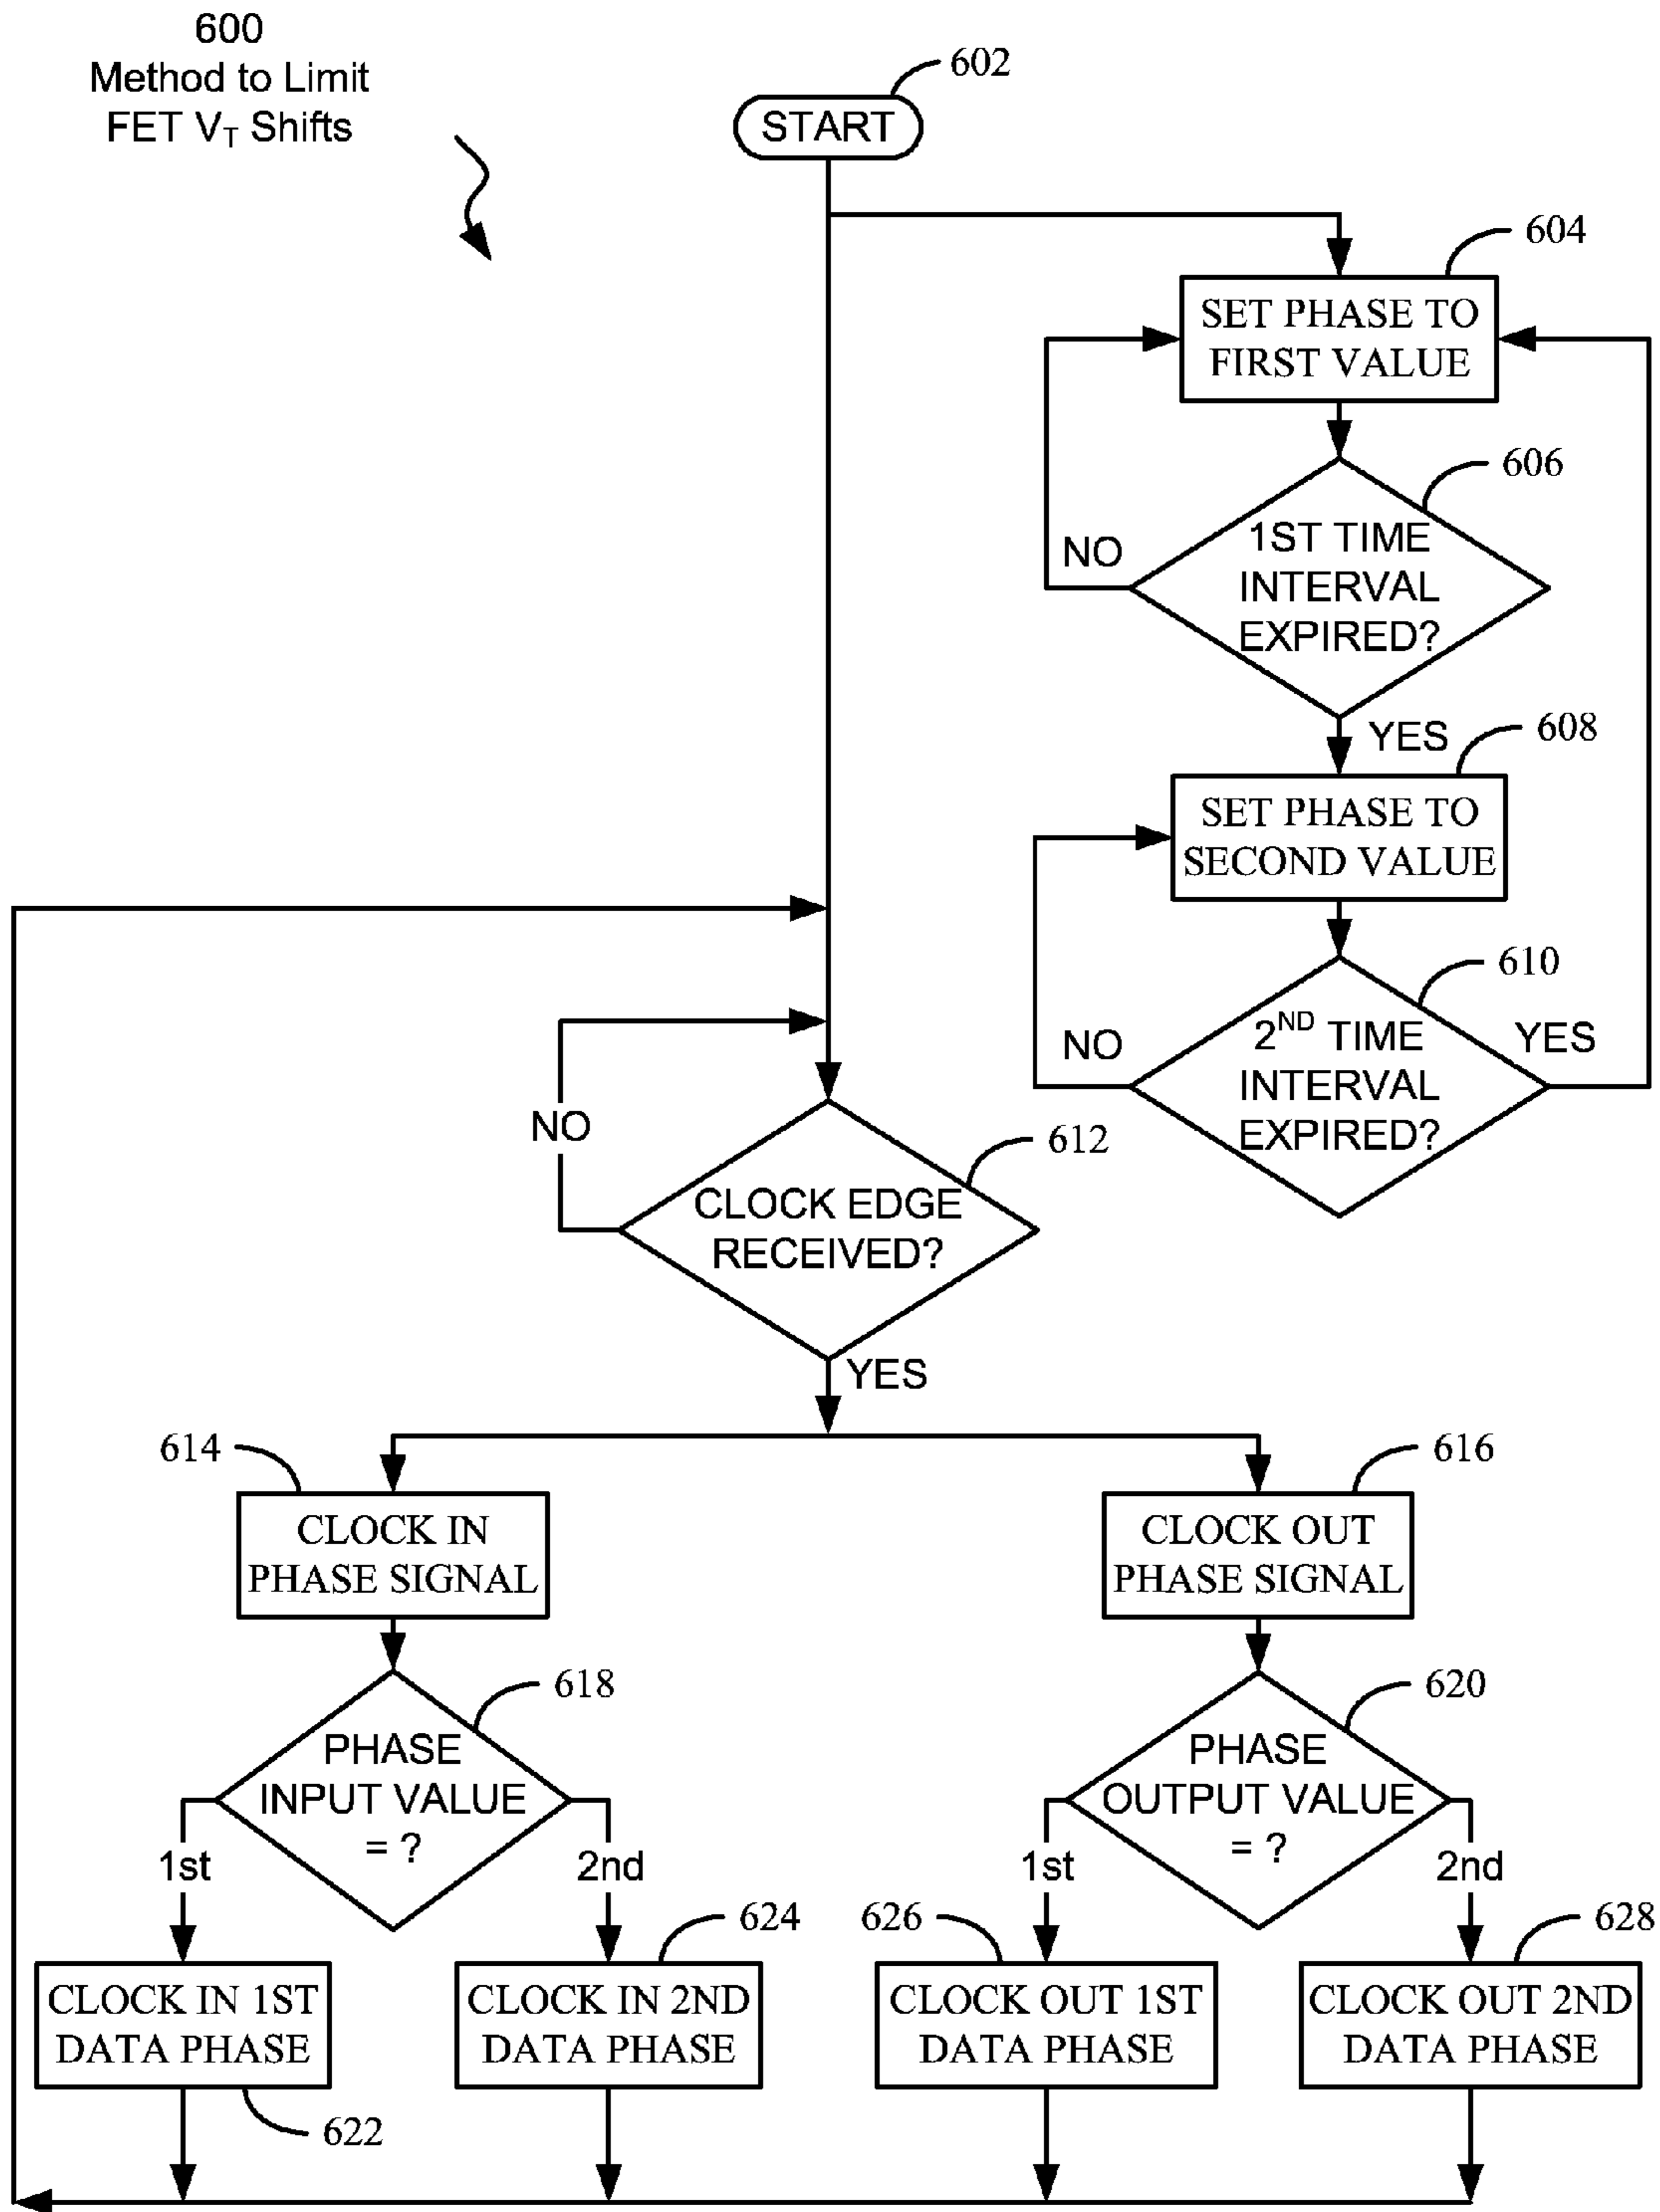 600
Method to Limit
FET V_T Shifts
602
START
604
SET PHASE TO
FIRST VALUE
606
1ST TIME
INTERVAL
EXPIRED?
NO
YES
608
SET PHASE TO
SECOND VALUE
610
2ND TIME
INTERVAL
EXPIRED?
NO
YES
612
CLOCK EDGE
RECEIVED?
NO
YES
614
CLOCK IN
PHASE SIGNAL
616
CLOCK OUT
PHASE SIGNAL
618
PHASE
INPUT VALUE
= ?
1st
2nd
620
PHASE
OUTPUT VALUE
= ?
1st
2nd
CLOCK IN 1ST
DATA PHASE
622
624
CLOCK IN 2ND
DATA PHASE
626
CLOCK OUT 1ST
DATA PHASE
628
CLOCK OUT 2ND
DATA PHASE